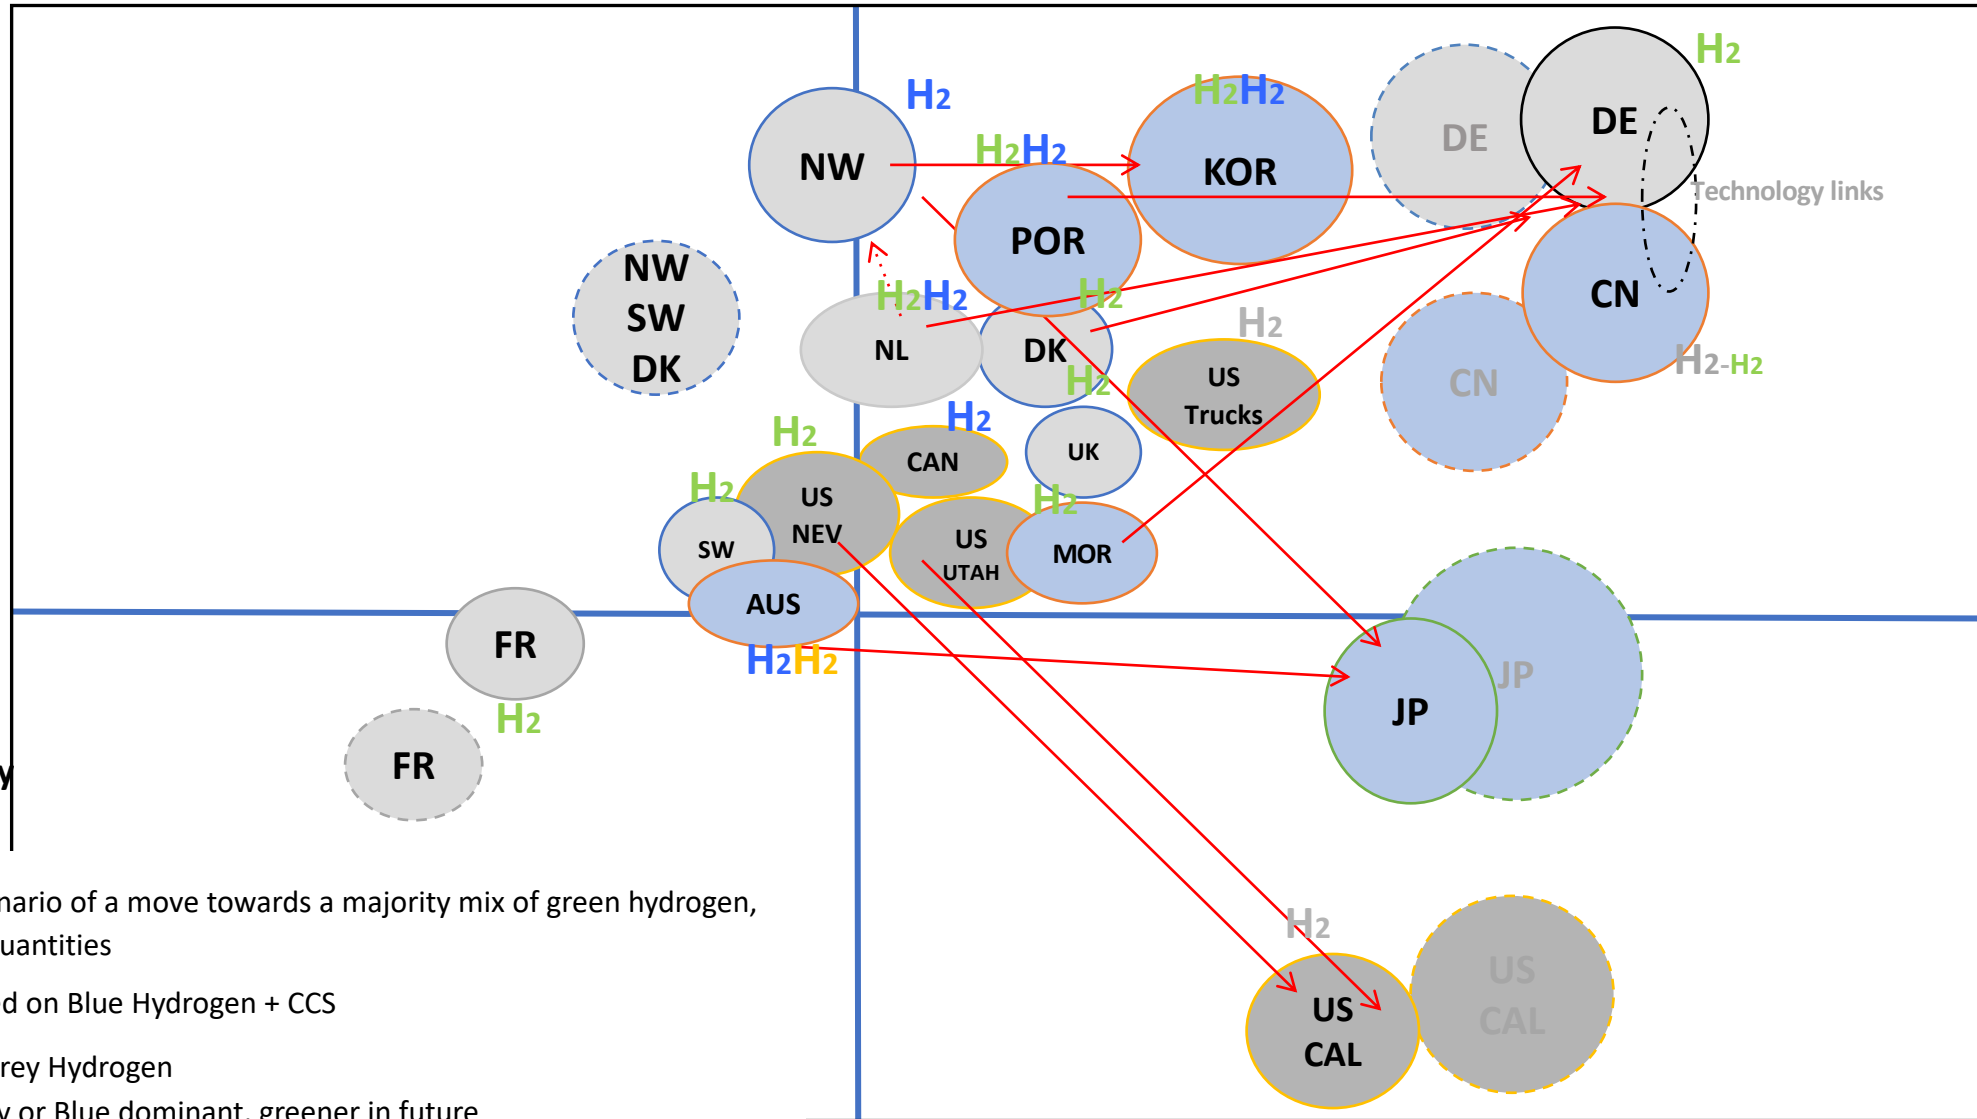 H2
DE
DE
H2
H2H2
KOR
NW
H2H2
POR
Technology links
NW
SW
DK
H2H2
H2
CN
NL
DK
H2
H2
US
Trucks
CN
H2-H2
H2
H2
CAN
UK
H2
US
NEV
H2
SW
US
UTAH
MOR
AUS
H2H2
FR
H2
FR
JP
JP
y
nario of a move towards a majority mix of green hydrogen,
uantities
ed on Blue Hydrogen + CCS
rey Hydrogen
y or Blue dominant, greener in future
H2
US
CAL
US
CAL